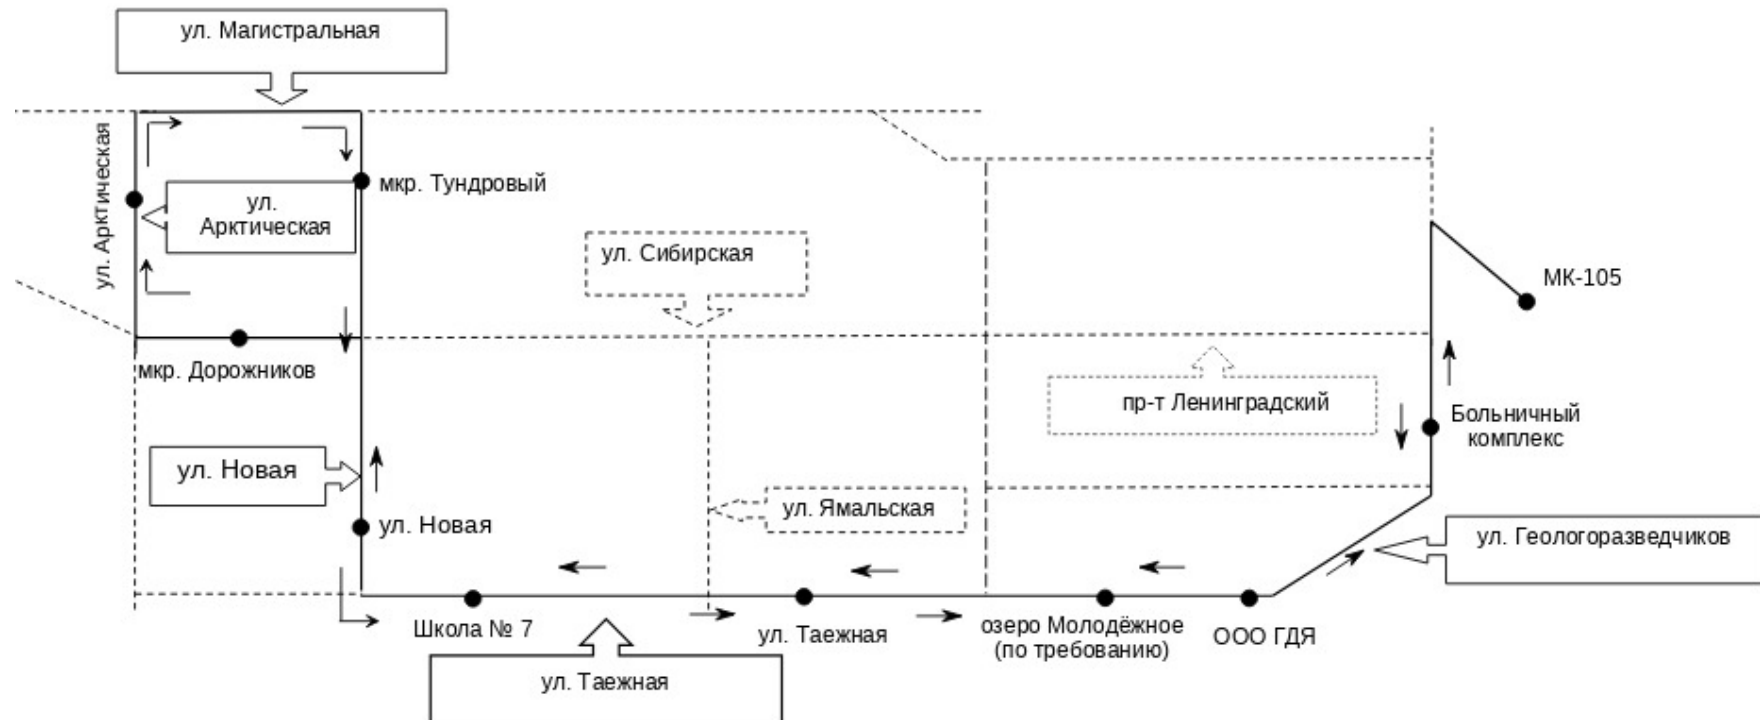 ул. Магистральная
ул. Арктическая
мкр. Тундровый
ул.
Арктическая
ул. Сибирская
МК-105
мкр. Дорожников
пр-т Ленинградский
Больничный
комплекс
ул. Новая
ул. Ямальская
ул. Новая
ул. Геологоразведчиков
Школа № 7
ул. Таежная
озеро Молодёжное
(по требованию)
ООО ГДЯ
ул. Таежная